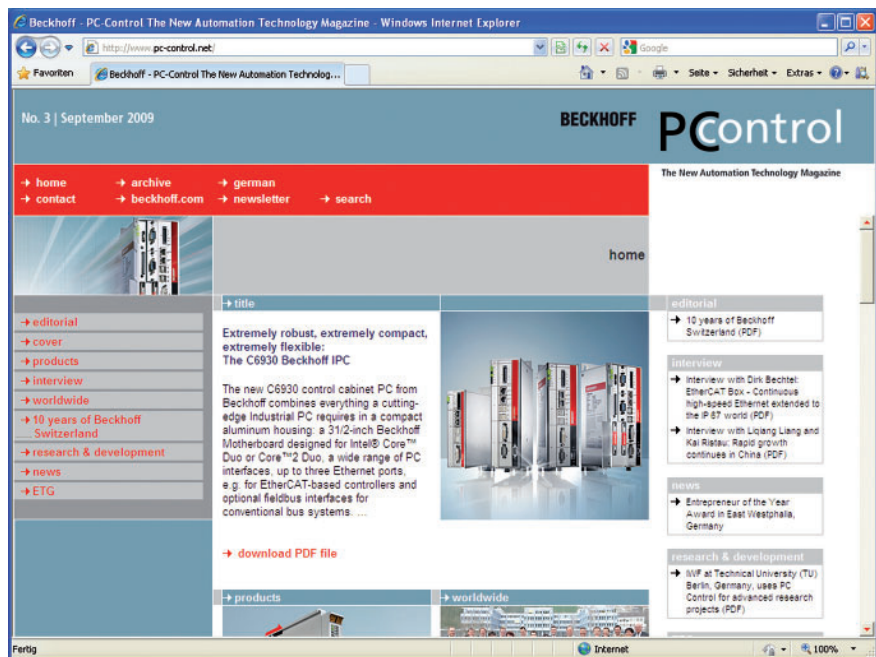 Beckhoff - PC-Control The New Automation Technology Magazine - Windows Internet Explorer
http://www.pc-control.net/
Google
Favoriten
Beckhoff - PC-Control The New Automation Technolog...
Seite
Sicherheit
Extras
No. 3 | September 2009
BECKHOFF
PC Control
The New Automation Technology Magazine
→ home → archive → german
→ contact → beckhoff.com → newsletter → search
home
→ editorial
→ cover
→ products
→ interview
→ worldwide
→ 10 years of Beckhoff
Switzerland
→ research & development
→ news
→ ETG
→ title
Extremely robust, extremely compact,
extremely flexible:
The C6930 Beckhoff IPC
The new C6930 control cabinet PC from
Beckhoff combines everything a cutting-
edge Industrial PC requires in a compact
aluminum housing: a 31/2-inch Beckhoff
Motherboard designed for Intel® Core™
Duo or Core™2 Duo, a wide range of PC
interfaces, up to three Ethernet ports,
e.g. for EtherCAT-based controllers and
optional fieldbus interfaces for
conventional bus systems. ...
→ download PDF file
→ products
→ worldwide
editorial
→ 10 years of Beckhoff
Switzerland (PDF)
interview
→ Interview with Dirk Bechtel:
EtherCAT Box - Continuous
high-speed Ethernet extended to
the IP 67 world (PDF)
→ Interview with Liqiang Liang and
Kai Ristau: Rapid growth
continues in China (PDF)
news
→ Entrepreneur of the Year
Award in East Westphalia,
Germany
research & development
→ IWF at Technical University (TU)
Berlin, Germany, uses PC
Control for advanced research
projects (PDF)
Fertig
Internet
100%